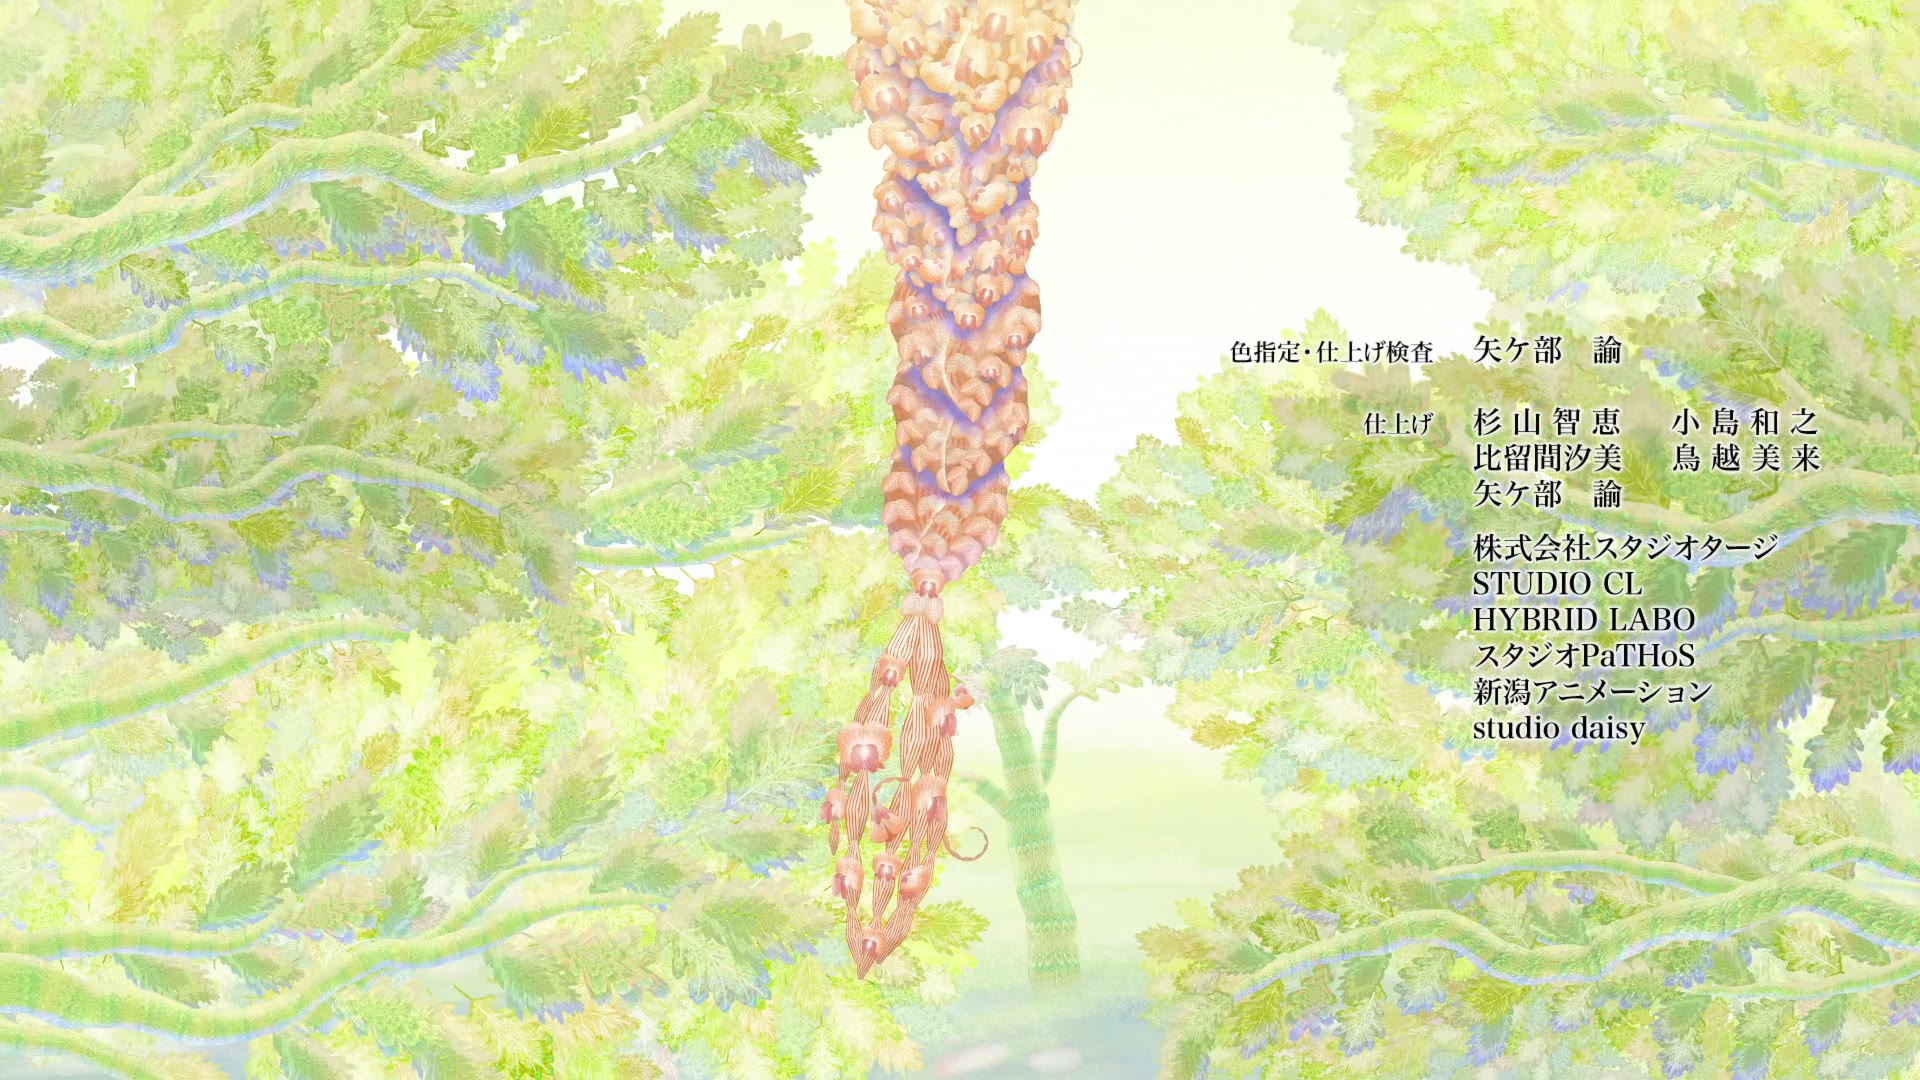 色指定・仕上げ検査 矢ケ部 諭
仕上げ 杉山智恵 小島和之
比留間汐美 鳥越美来
矢ケ部 諭
株式会社スタジオタージ
STUDIO CL
HYBRID LABO
スタジオPaTHoS
新潟アニメーション
studio daisy